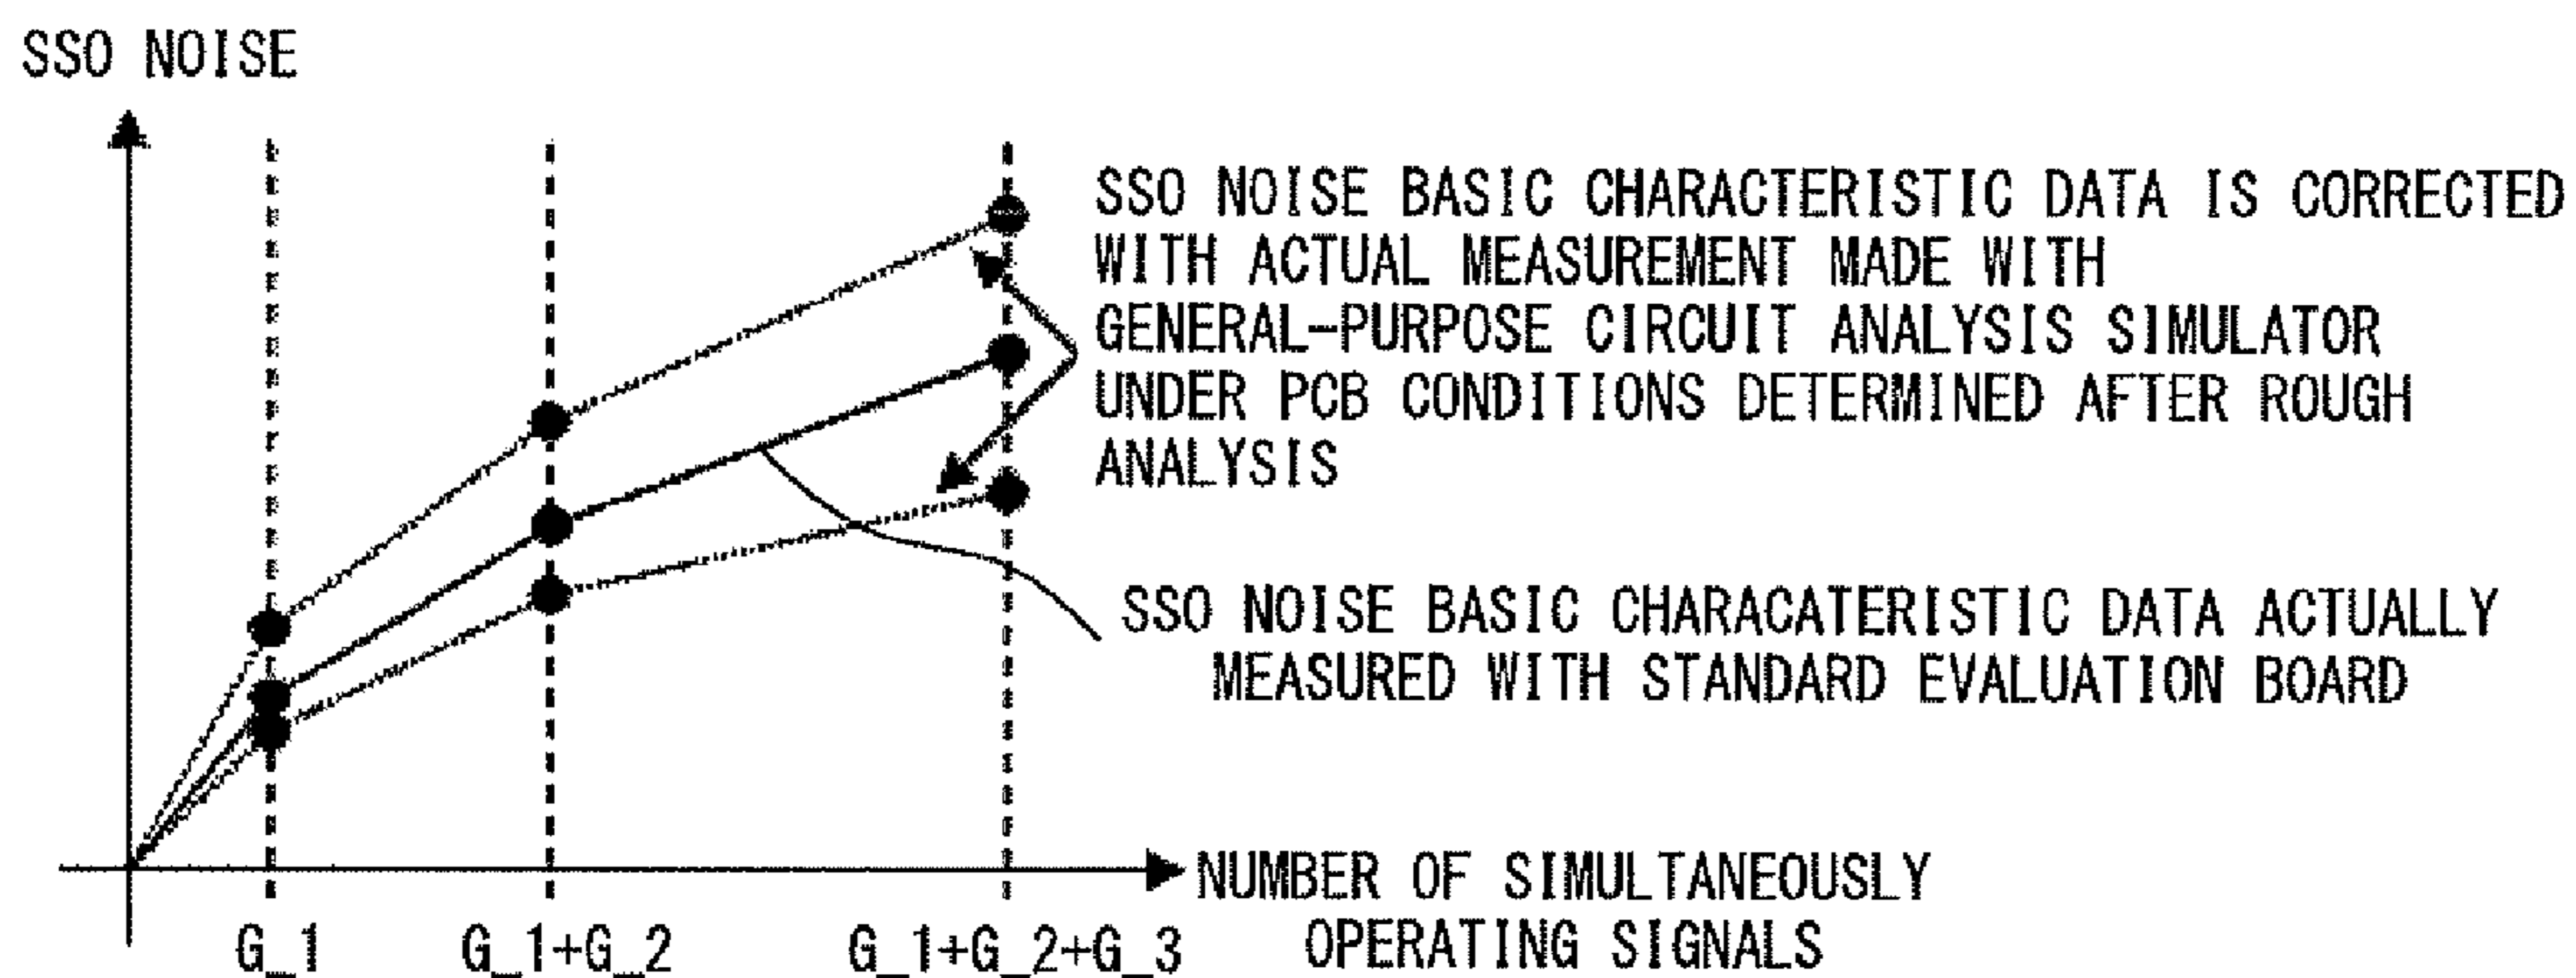 SSO NOISE
SSO NOISE BASIC CHARACTERISTIC DATA IS CORRECTED
WITH ACTUAL MEASUREMENT MADE WITH
GENERAL-PURPOSE CIRCUIT ANALYSIS SIMULATOR
UNDER PCB CONDITIONS DETERMINED AFTER ROUGH
ANALYSIS
SSO NOISE BASIC CHARACATERISTIC DATA ACTUALLY
MEASURED WITH STANDARD EVALUATION BOARD
NUMBER OF SIMULTANEOUSLY
OPERATING SIGNALS
G_1
G_1+G_2
G_1+G_2+G_3